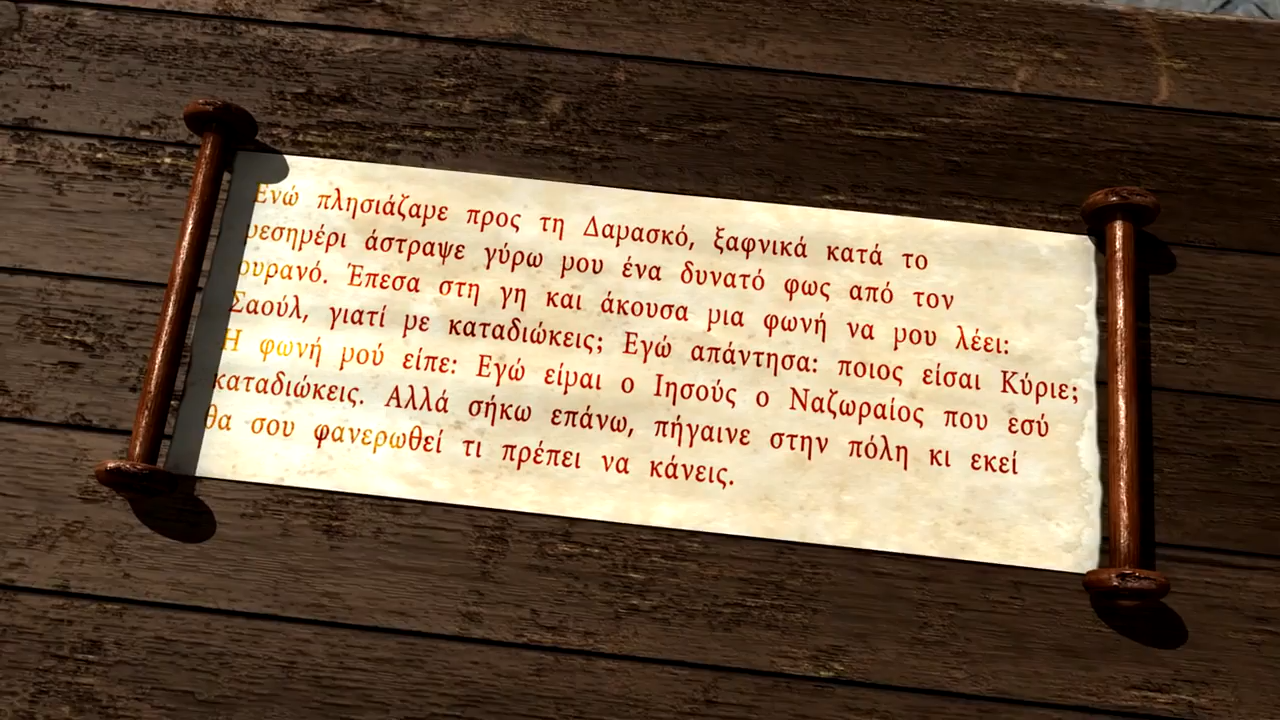 Ενώ πλησιάζαμε προς τη Δαμασκό, ξαφνικά κατά το
μεσημέρι άστραψε γύρω μου ένα δυνατό φως από τον
ουρανό. Έπεσα στη γη και άκουσα μια φωνή να μου λέει:
Σαούλ, γιατί με καταδιώκεις; Εγώ απάντησα: ποιος είσαι Κύριε;
Η φωνή μού είπε: Εγώ είμαι ο Ιησούς ο Ναζωραίος που εσύ
καταδιώκεις. Αλλά σήκω επάνω, πήγαινε στην πόλη κι εκεί
θα σου φανερωθεί τι πρέπει να κάνεις.